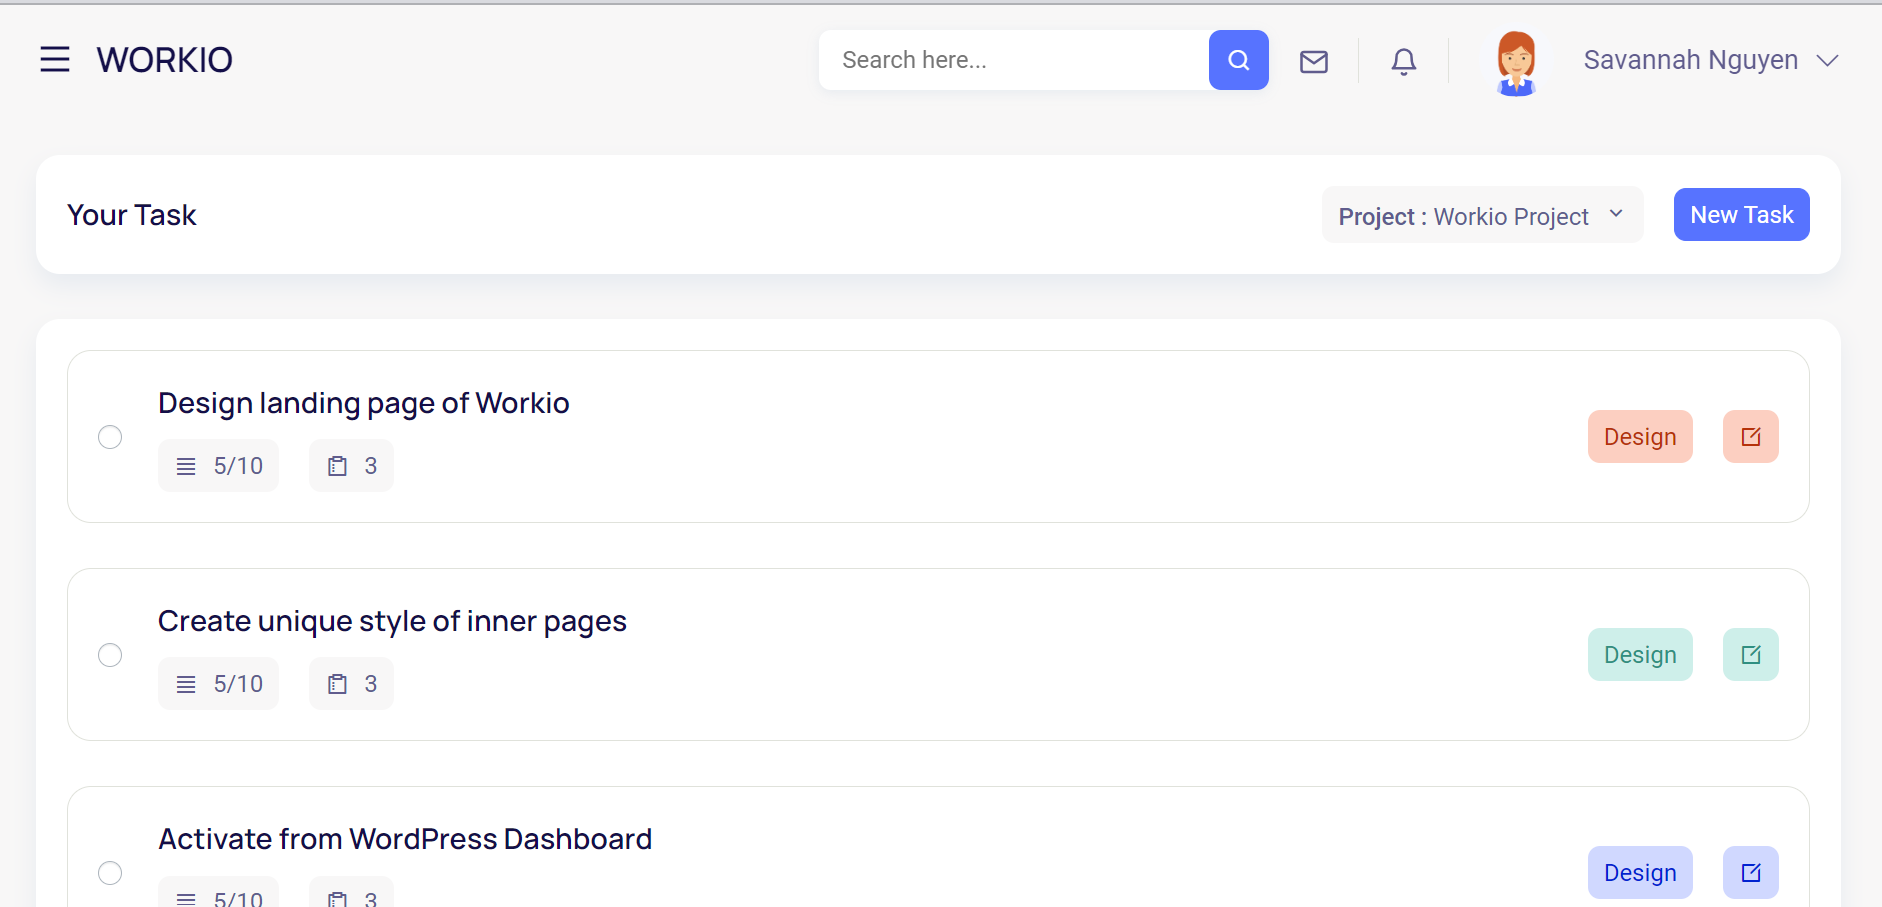 WORKIO
Search here...
Savannah Nguyen
Your Task
Project : Workio Project
New Task
Design landing page of Workio
5/10
3
Design
Create unique style of inner pages
5/10
3
Design
Activate from WordPress Dashboard
5/10
3
Design